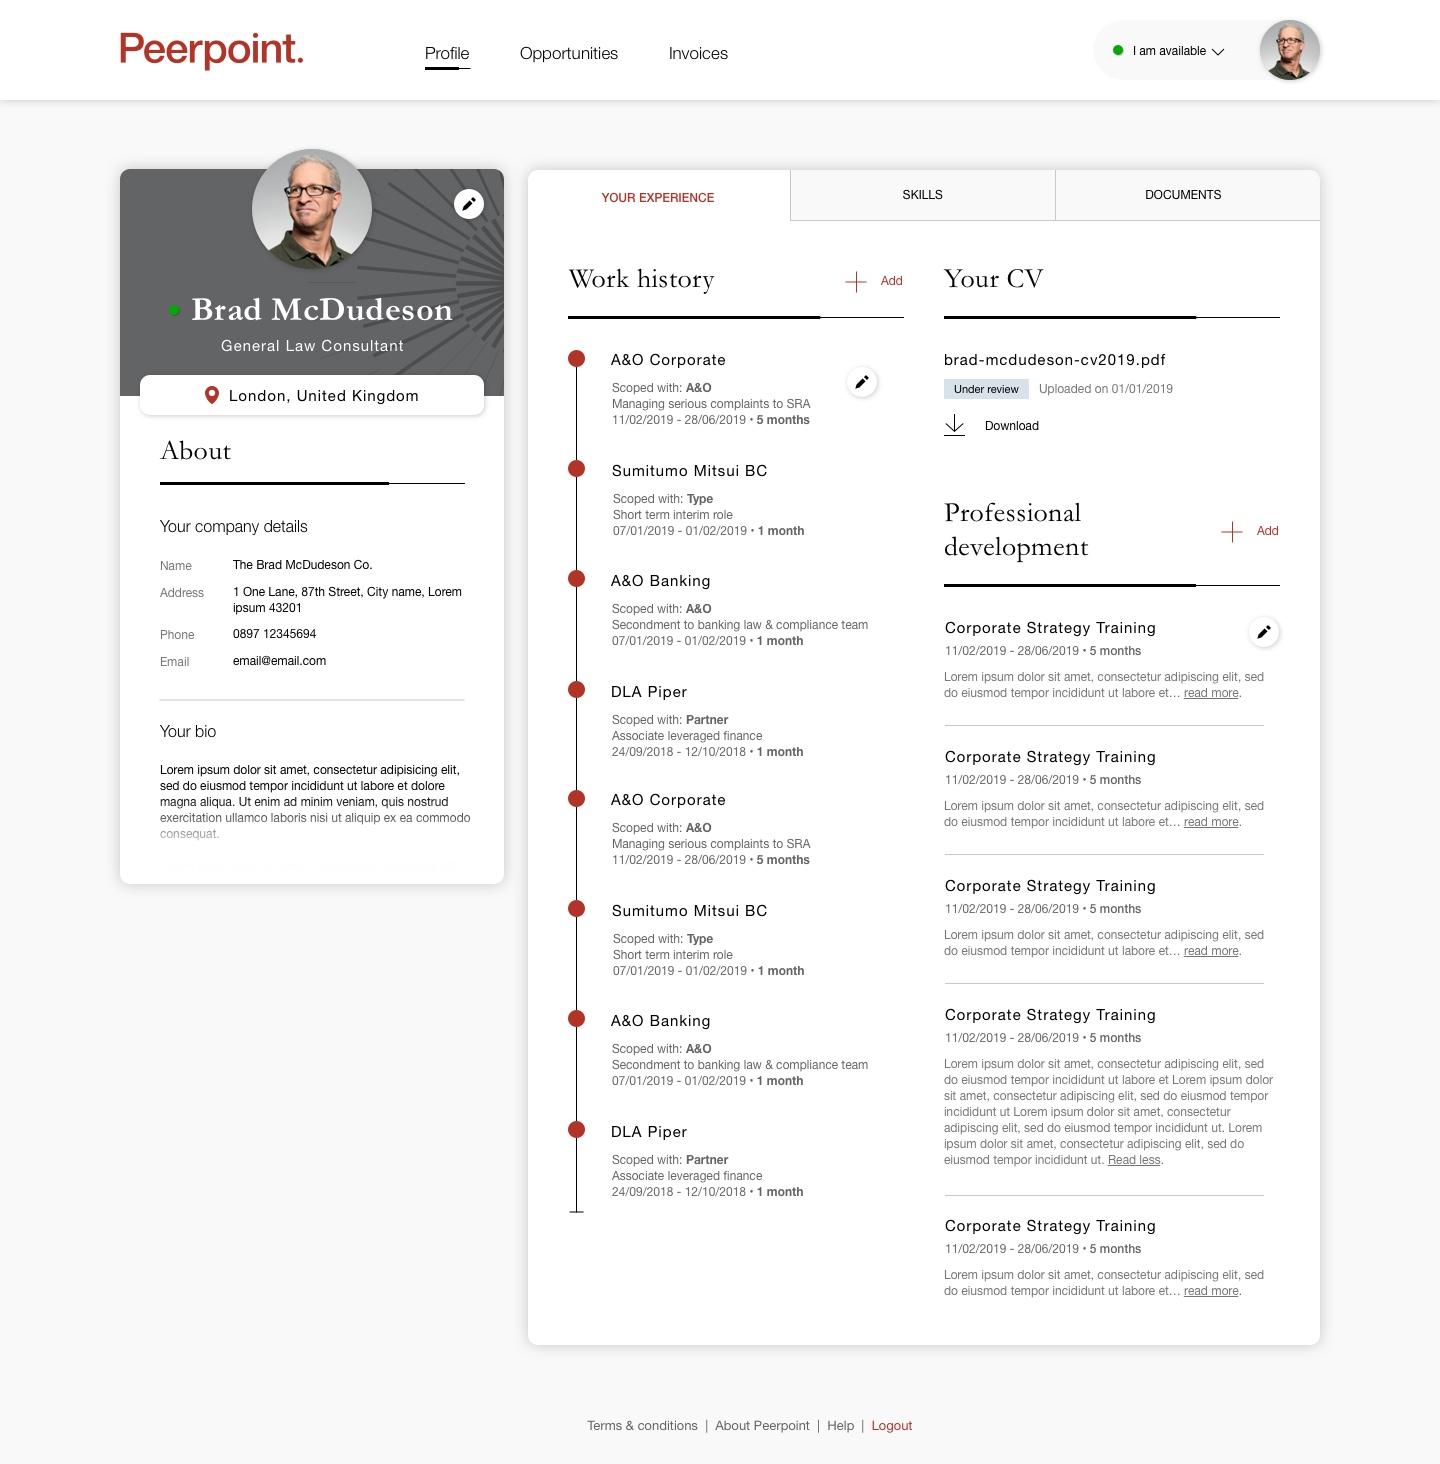 Peerpoint.
Profile
Opportunities
Invoices
I am available
Brad McDudeson
General Law Consultant
London, United Kingdom
About
Your company details
Name The Brad McDudeson Co.
Address 1 One Lane, 87th Street, City name, Lorem
ipsum 43201
Phone 0897 12345694
Email email@email.com
Your bio
Lorem ipsum dolor sit amet, consectetur adipisicing elit,
sed do eiusmod tempor incididunt ut labore et dolore
magna aliqua. Ut enim ad minim veniam, quis nostrud
exercitation ullamco laboris nisi ut aliquip ex ea commodo
consequat.
YOUR EXPERIENCE
SKILLS
DOCUMENTS
Work history
Add
A&O Corporate
Scoped with: A&O
Managing serious complaints to SRA
11/02/2019 - 28/06/2019 • 5 months
Sumitumo Mitsui BC
Scoped with: Type
Short term interim role
07/01/2019 - 01/02/2019 • 1 month
A&O Banking
Scoped with: A&O
Secondment to banking law & compliance team
07/01/2019 - 01/02/2019 • 1 month
DLA Piper
Scoped with: Partner
Associate leveraged finance
24/09/2018 - 12/10/2018 • 1 month
A&O Corporate
Scoped with: A&O
Managing serious complaints to SRA
11/02/2019 - 28/06/2019 • 5 months
Sumitumo Mitsui BC
Scoped with: Type
Short term interim role
07/01/2019 - 01/02/2019 • 1 month
A&O Banking
Scoped with: A&O
Secondment to banking law & compliance team
07/01/2019 - 01/02/2019 • 1 month
DLA Piper
Scoped with: Partner
Associate leveraged finance
24/09/2018 - 12/10/2018 • 1 month
Your CV
brad-mcdudeson-cv2019.pdf
Under review Uploaded on 01/01/2019
Download
Professional
development
Add
Corporate Strategy Training
11/02/2019 - 28/06/2019 • 5 months
Lorem ipsum dolor sit amet, consectetur adipiscing elit, sed
do eiusmod tempor incididunt ut labore et... read more.
Corporate Strategy Training
11/02/2019 - 28/06/2019 • 5 months
Lorem ipsum dolor sit amet, consectetur adipiscing elit, sed
do eiusmod tempor incididunt ut labore et... read more.
Corporate Strategy Training
11/02/2019 - 28/06/2019 • 5 months
Lorem ipsum dolor sit amet, consectetur adipiscing elit, sed
do eiusmod tempor incididunt ut labore et... read more.
Corporate Strategy Training
11/02/2019 - 28/06/2019 • 5 months
Lorem ipsum dolor sit amet, consectetur adipiscing elit, sed
do eiusmod tempor incididunt ut labore et Lorem ipsum dolor
sit amet, consectetur adipiscing elit, sed do eiusmod tempor
incididunt ut Lorem ipsum dolor sit amet, consectetur
adipiscing elit, sed do eiusmod tempor incididunt ut. Lorem
ipsum dolor sit amet, consectetur adipiscing elit, sed do
eiusmod tempor incididunt ut. Read less.
Corporate Strategy Training
11/02/2019 - 28/06/2019 • 5 months
Lorem ipsum dolor sit amet, consectetur adipiscing elit, sed
do eiusmod tempor incididunt ut labore et... read more.
Terms & conditions | About Peerpoint | Help | Logout